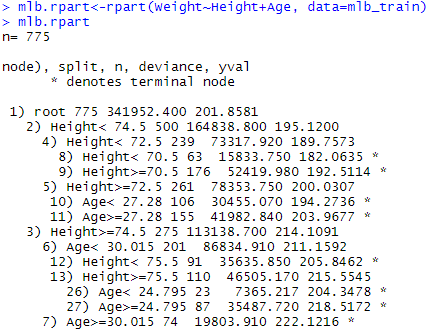 > mlb.rpart<-rpart(Weight~Height+Age, data=mlb_train)
> mlb.rpart
n= 775

node), split, n, deviance, yval
      * denotes terminal node

 1) root 775 341952.400 201.8581
   2) Height< 74.5 500 164838.800 195.1200
     4) Height< 72.5 239  73317.920 189.7573
       8) Height< 70.5 63  15833.750 182.0635 *
       9) Height>=70.5 176  52419.980 192.5114 *
     5) Height>=72.5 261  78353.750 200.0307
      10) Age< 27.28 106  30455.070 194.2736 *
      11) Age>=27.28 155  41982.840 203.9677 *
   3) Height>=74.5 275 113138.700 214.1091
     6) Age< 30.015 201  86834.910 211.1592
      12) Height< 75.5 91  35635.850 205.8462 *
      13) Height>=75.5 110  46505.170 215.5545
        26) Age< 24.795 23   7365.217 204.3478 *
        27) Age>=24.795 87  35487.720 218.5172 *
     7) Age>=30.015 74  19803.910 222.1216 *